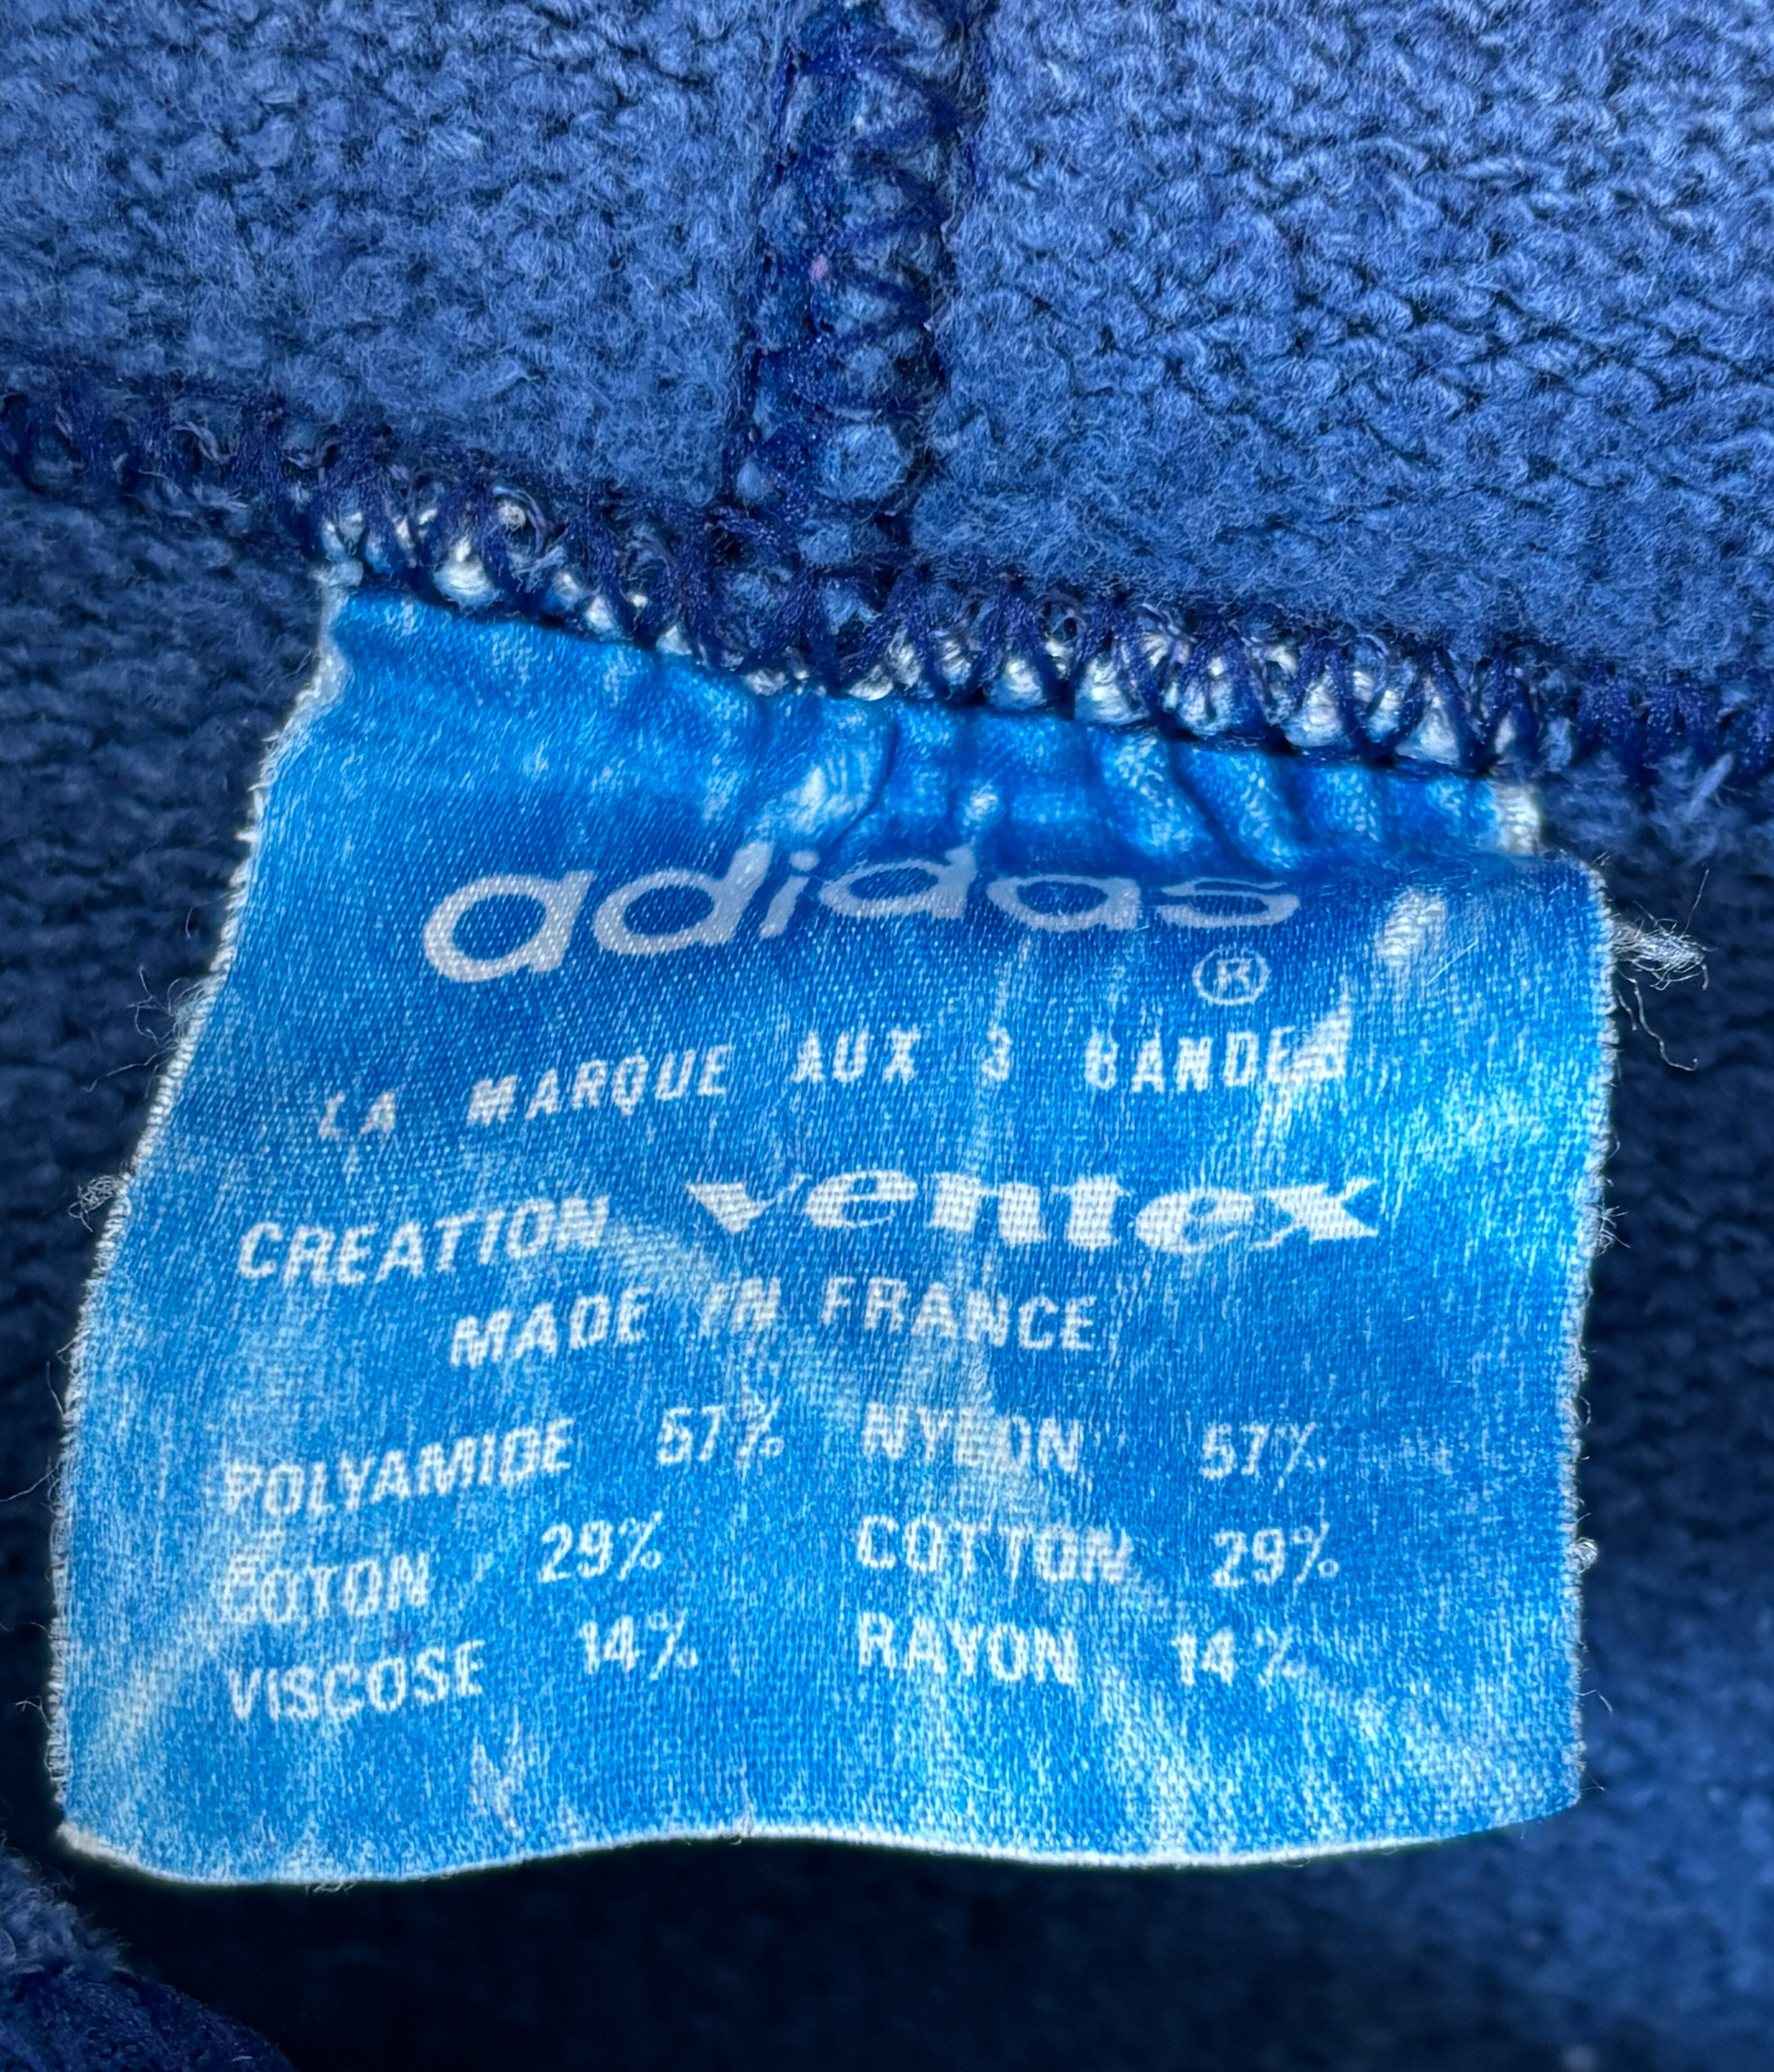 adidas
®
LA MARQUE AUX 3 BANDES
CREATION ventex
MADE IN FRANCE
POLYAMIDE 57% NYLON 57%
COTON 29% COTTON 29%
VISCOSE 14% RAYON 14%